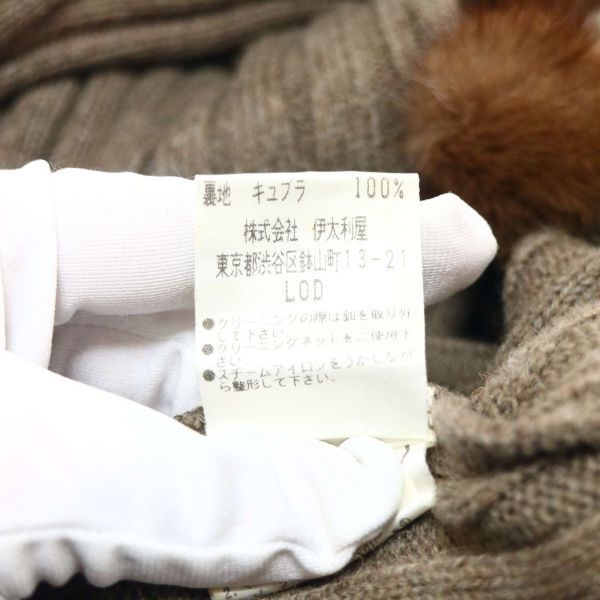 裏地 キュプラ 100%
株式会社 伊太利屋
東京都渋谷区鉢山町13-21
LOD
●クリーニングの際は釦を取り外
して下さい。
●クリーニングネットをご使用下
さい
●スチームアイロンをうかしなが
ら整形して下さい。
2.